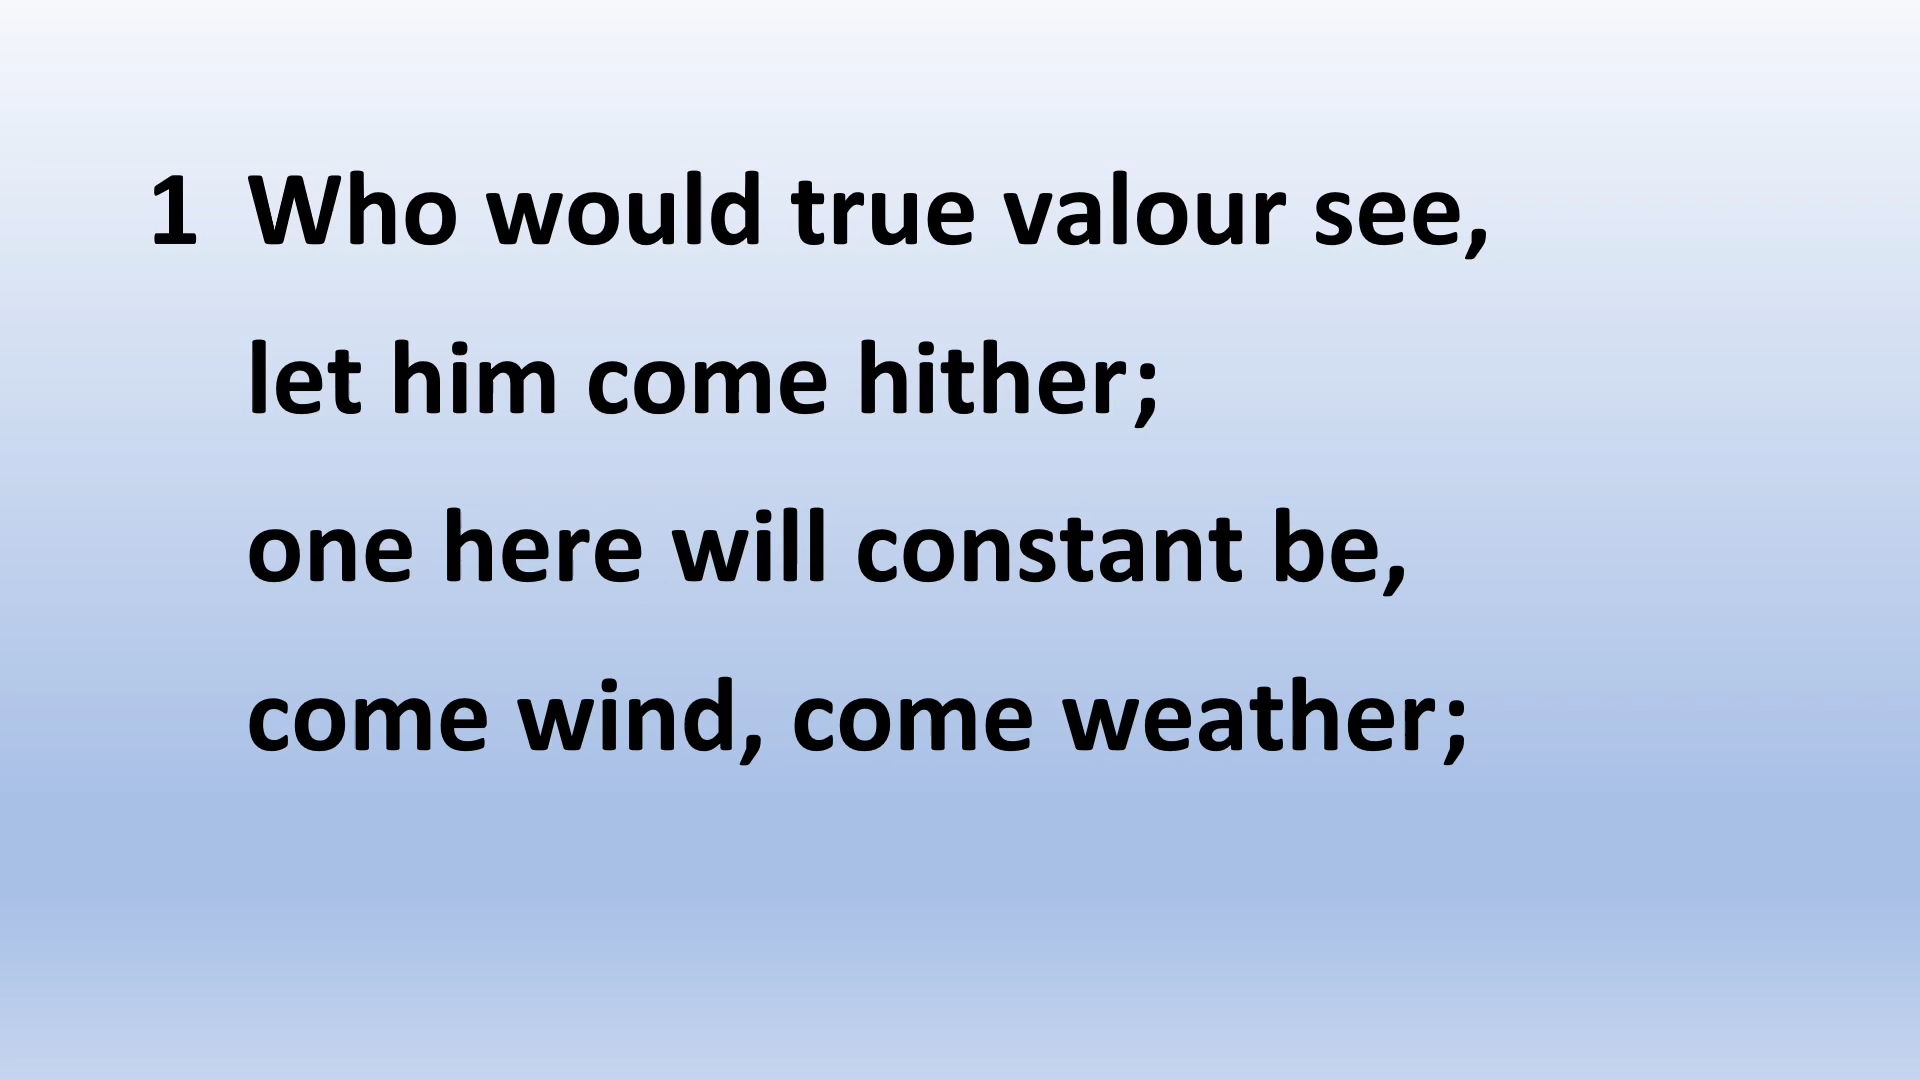 1 Who would true valour see,
let him come hither;
one here will constant be,
come wind, come weather;